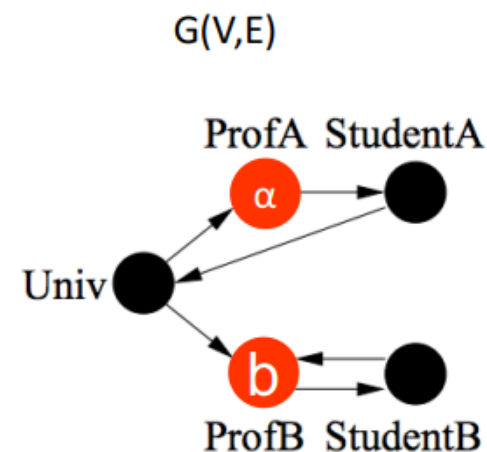 G(V,E)
ProfA StudentA
α
Univ
b
ProfB StudentB